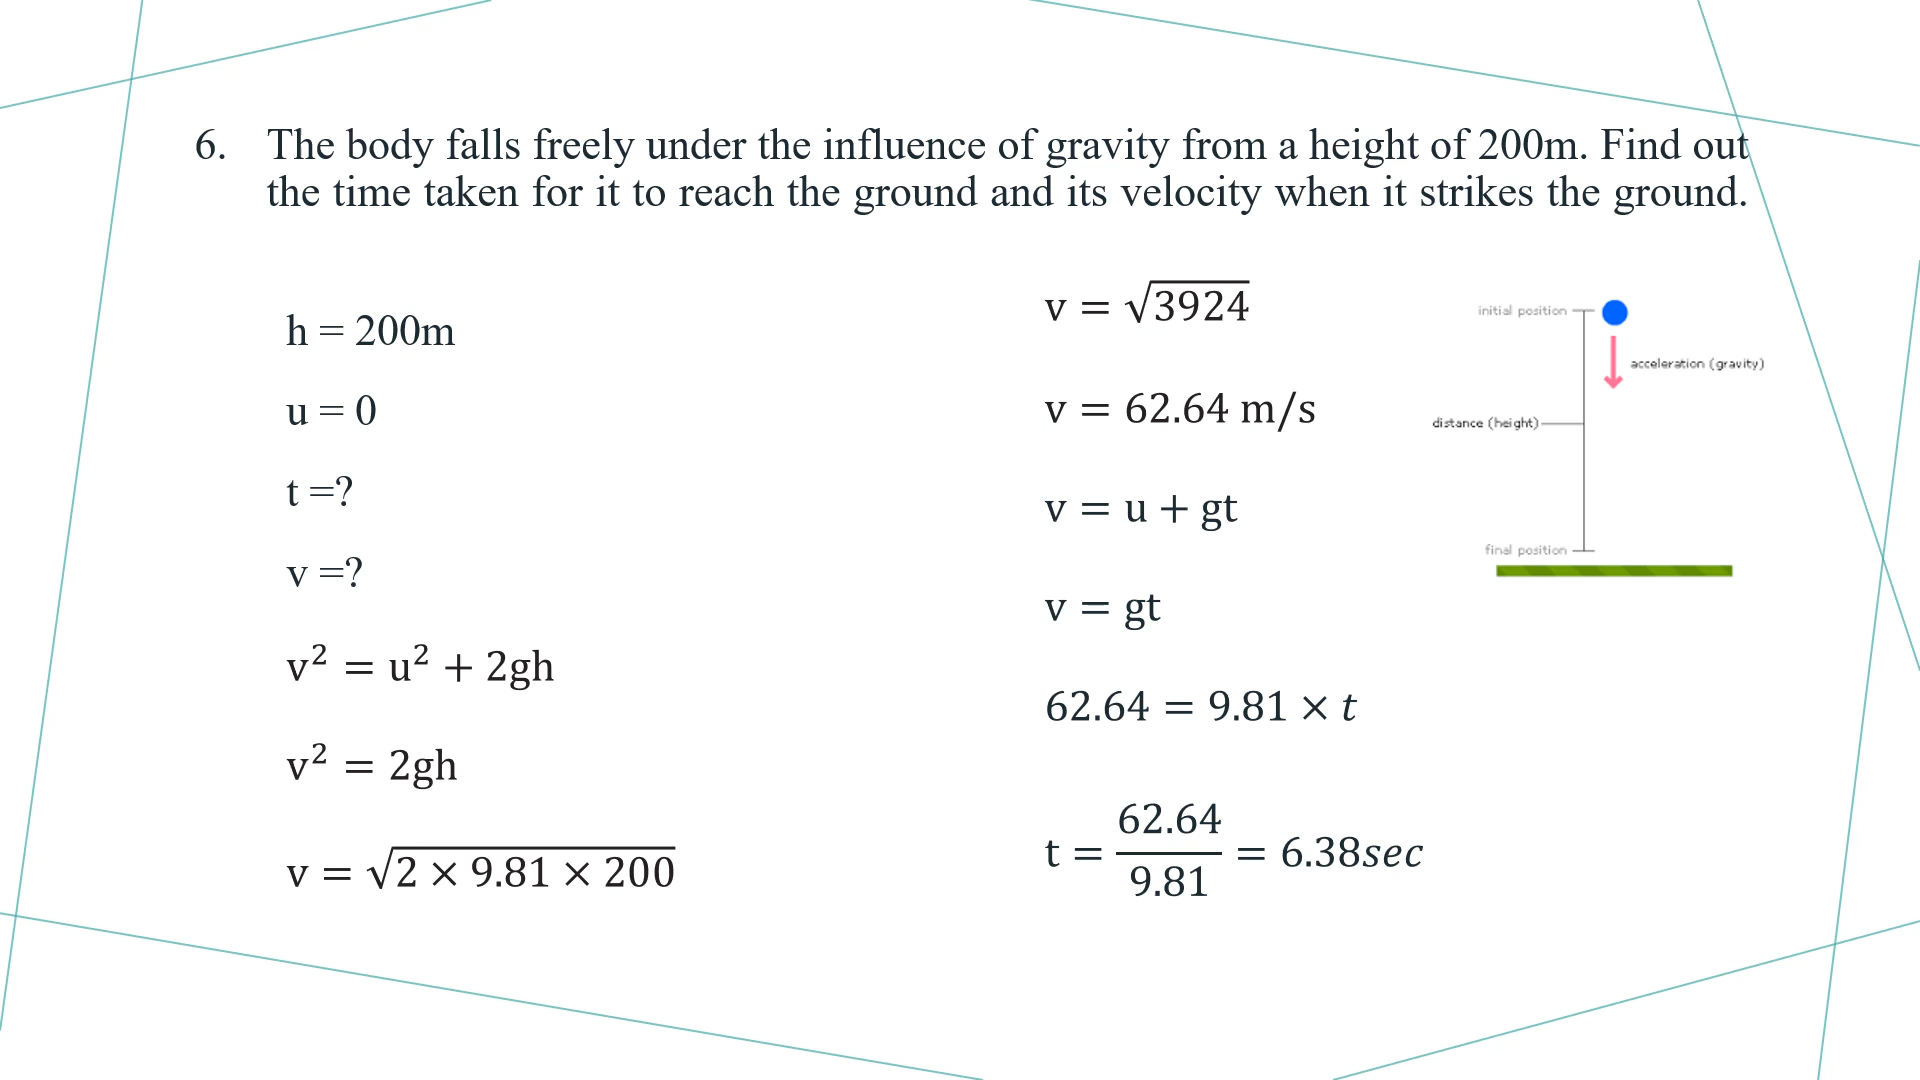 6. The body falls freely under the influence of gravity from a height of 200m. Find out
the time taken for it to reach the ground and its velocity when it strikes the ground.
h = 200m
u = 0
t =?
v =?
v² = u² + 2gh
v² = 2gh
v = √(2 × 9.81 × 200)
v = √3924
v = 62.64 m/s
v = u + gt
v = gt
62.64 = 9.81 × t
t = 62.64/9.81 = 6.38sec
initial position
acceleration (gravity)
distance (height)
final position